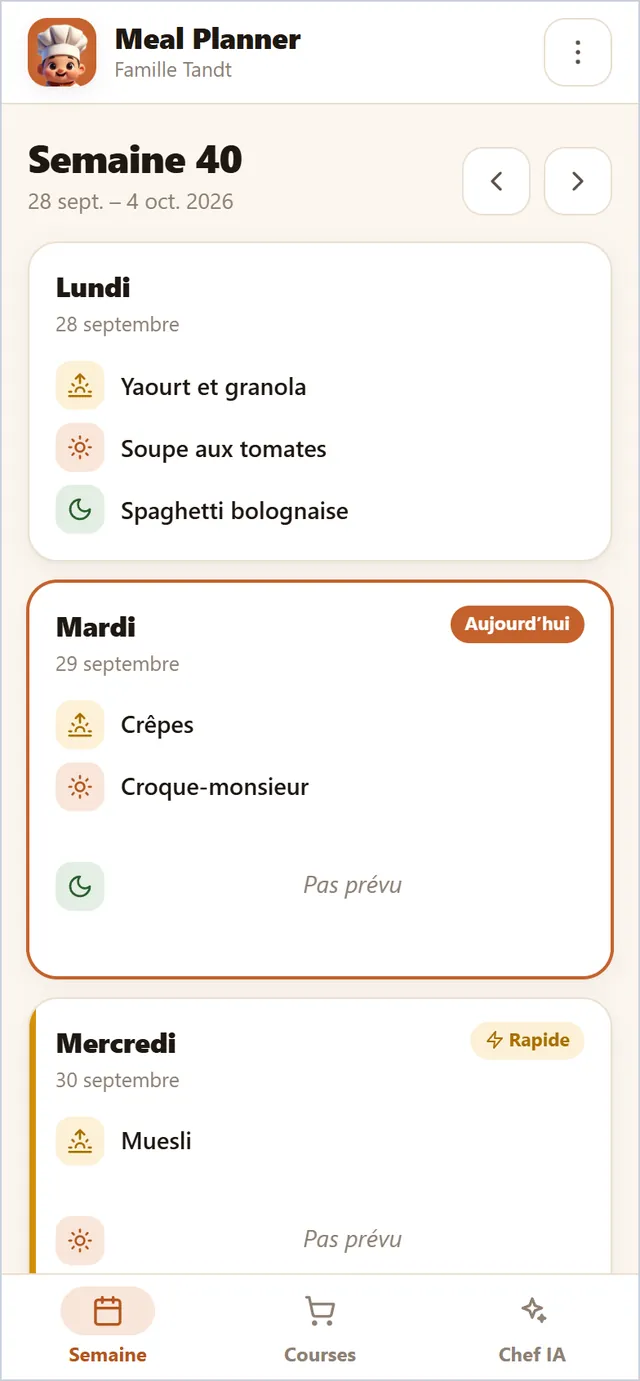 Meal Planner
Famille Tandt
Semaine 40
28 sept. – 4 oct. 2026
Lundi
28 septembre
Yaourt et granola
Soupe aux tomates
Spaghetti bolognaise
Mardi
Aujourd’hui
29 septembre
Crêpes
Croque-monsieur
Pas prévu
Mercredi
Rapide
30 septembre
Muesli
Pas prévu
Semaine
Courses
Chef IA